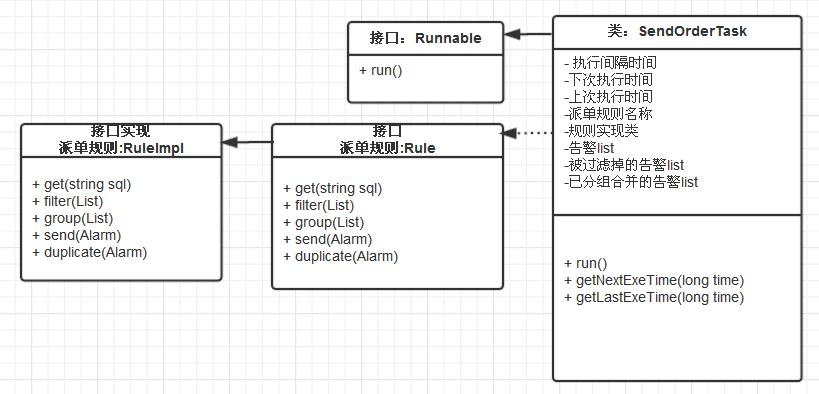 接口：Runnable
+ run()
类：SendOrderTask
- 执行间隔时间
-下次执行时间
-上次执行时间
-派单规则名称
-规则实现类
-告警list
-被过滤掉的告警list
-已分组合并的告警list
+ run()
+ getNextExeTime(long time)
+ getLastExeTime(long time)
接口实现
派单规则:RuleImpl
+ get(string sql)
+ filter(List)
+ group(List)
+ send(Alarm)
+ duplicate(Alarm)
接口
派单规则:Rule
+ get(string sql)
+ filter(List)
+ group(List)
+ send(Alarm)
+ duplicate(Alarm)